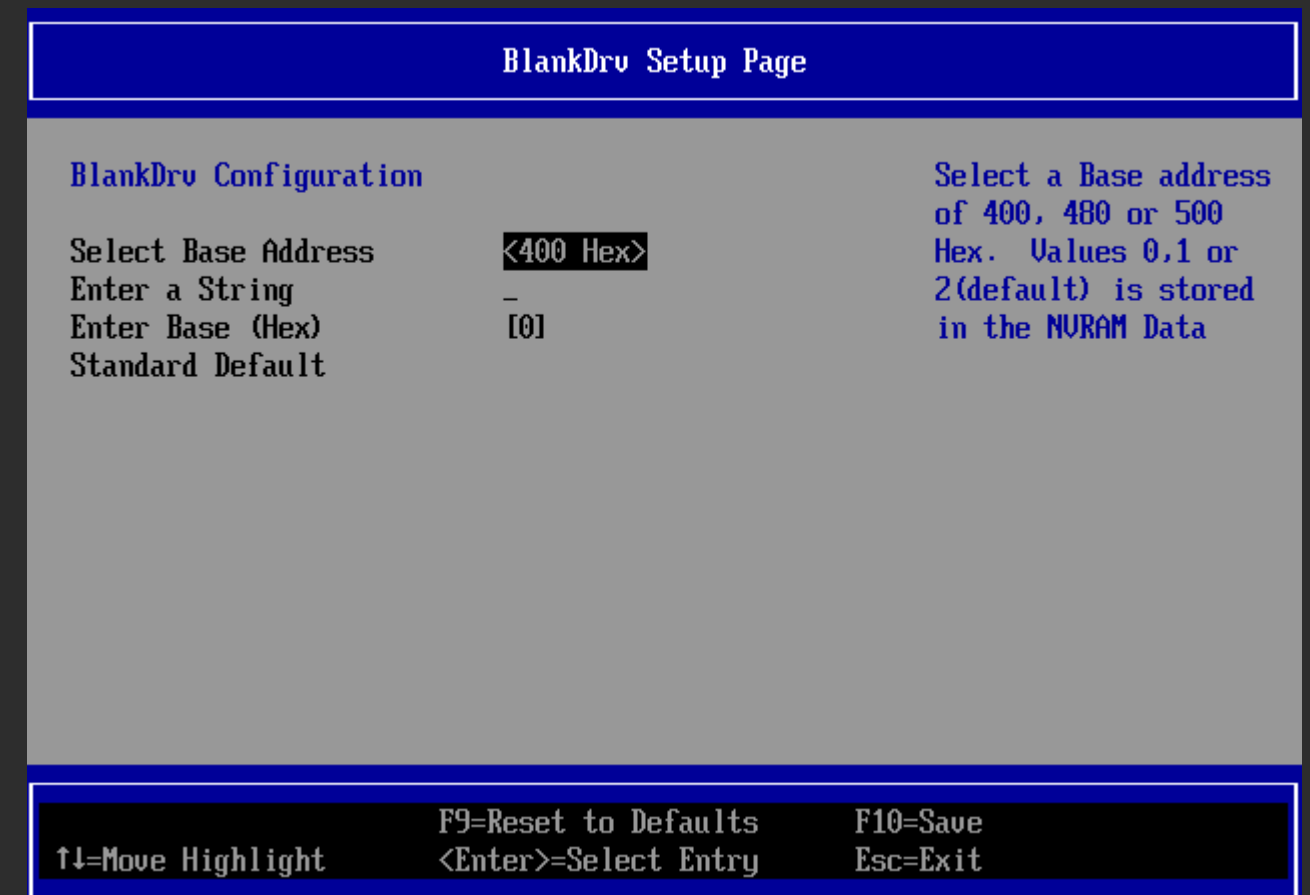 BlankDrv Setup Page
BlankDrv Configuration
Select Base Address <400 Hex>
Enter a String _
Enter Base (Hex) [0]
Standard Default
Select a Base address
of 400, 480 or 500
Hex. Values 0,1 or
2(default) is stored
in the NVRAM Data
F9=Reset to Defaults F10=Save
↑↓=Move Highlight <Enter>=Select Entry Esc=Exit